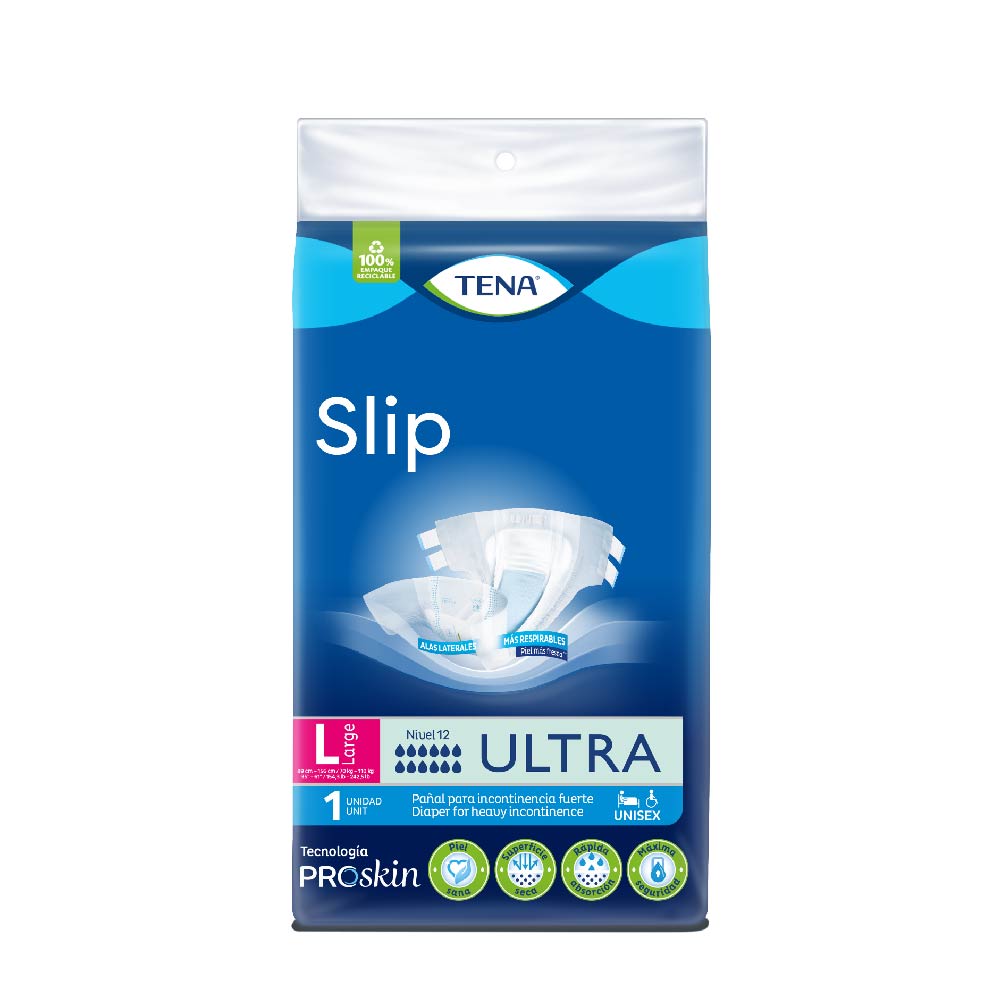 100%
EMPAQUE
RECICLABLE
TENA®
Slip
ALAS LATERALES
MÁS RESPIRABLES
Piel más fresca
L
Large
1 UNIDAD
UNIT
Nivel 12
ULTRA
Pañal para incontinencia fuerte
Diaper for heavy incontinence
UNISEX
Tecnología
PROskin
Piel
sana
Superficie
seca
Rápida
absorción
Máxima
seguridad